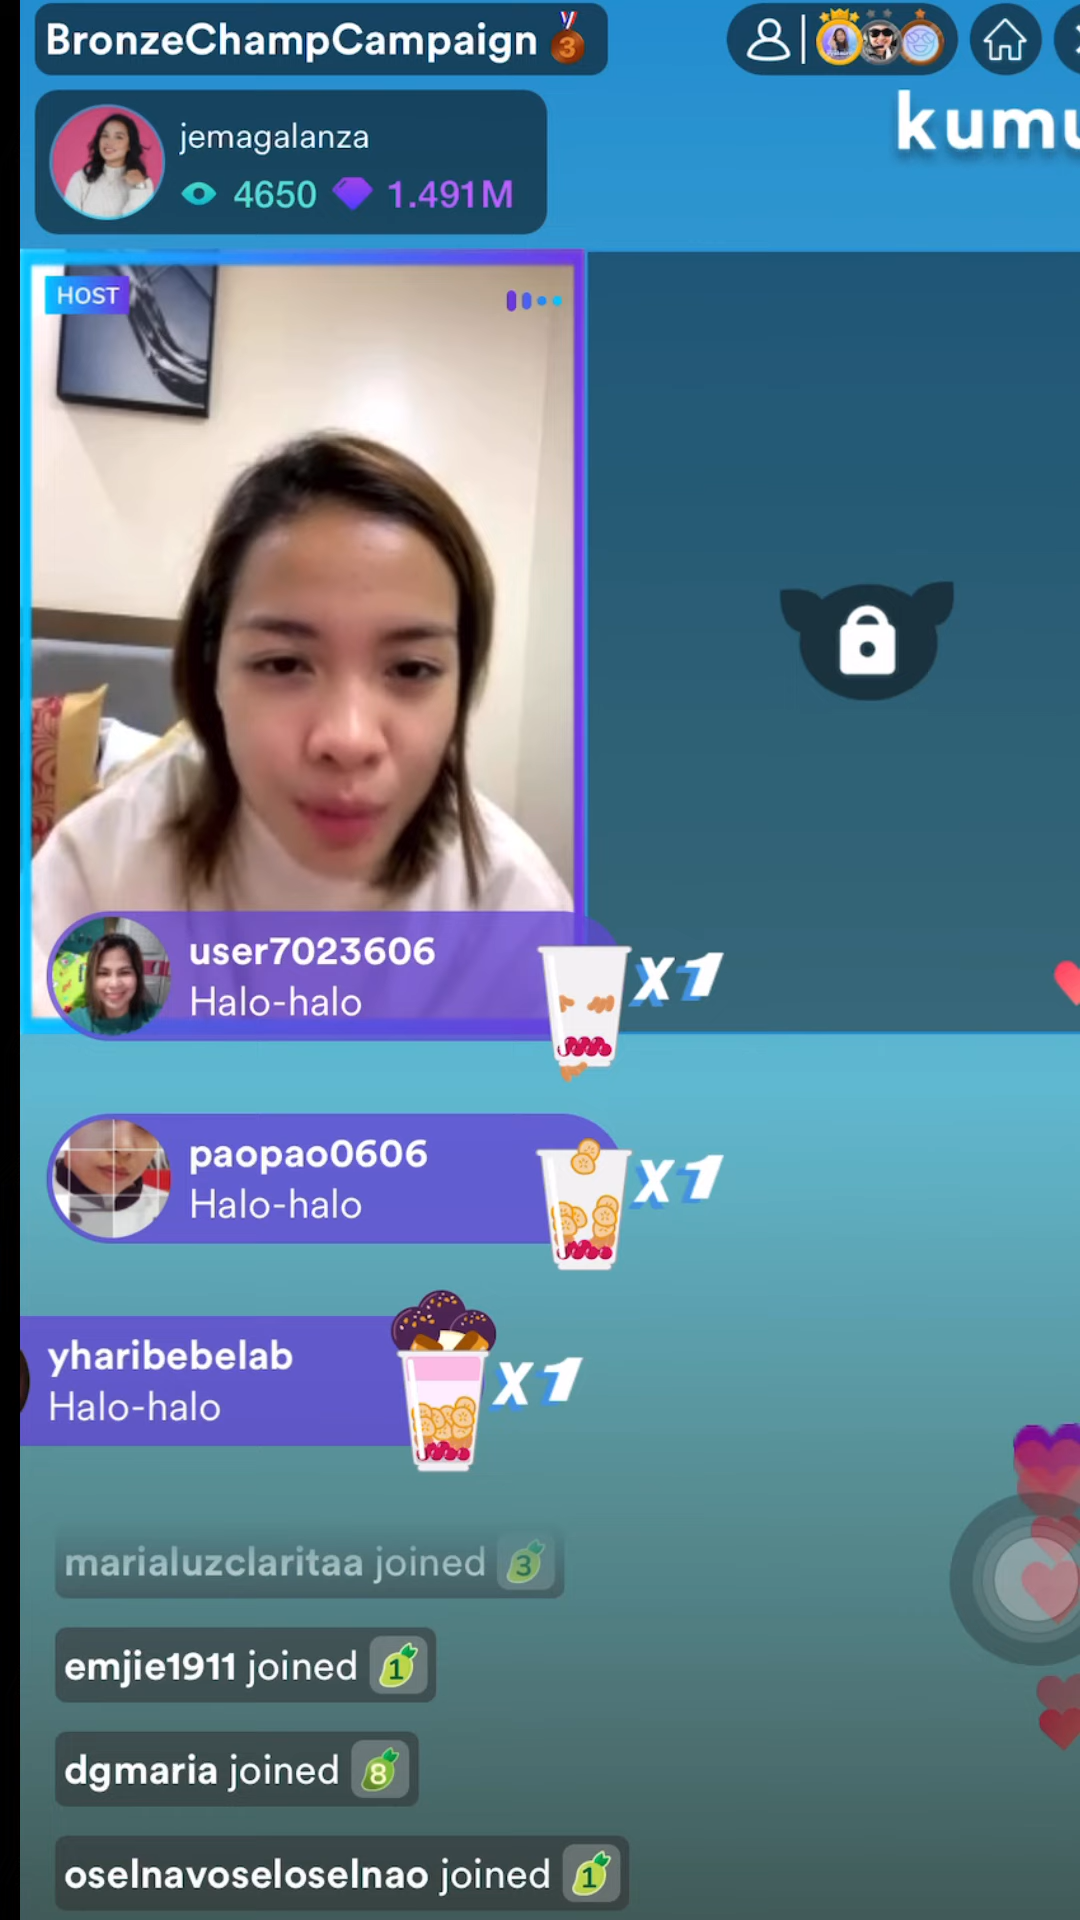 BronzeChampCampaign 3
kumu
jemagalanza
4650 1.491M
HOST
user7023606
Halo-halo
X1
paopao0606
Halo-halo
X1
yharibebelab
Halo-halo
X1
marialuzclaritaa joined 3
emjie1911 joined 1
dgmaria joined 8
oselnavoseloselnao joined 1